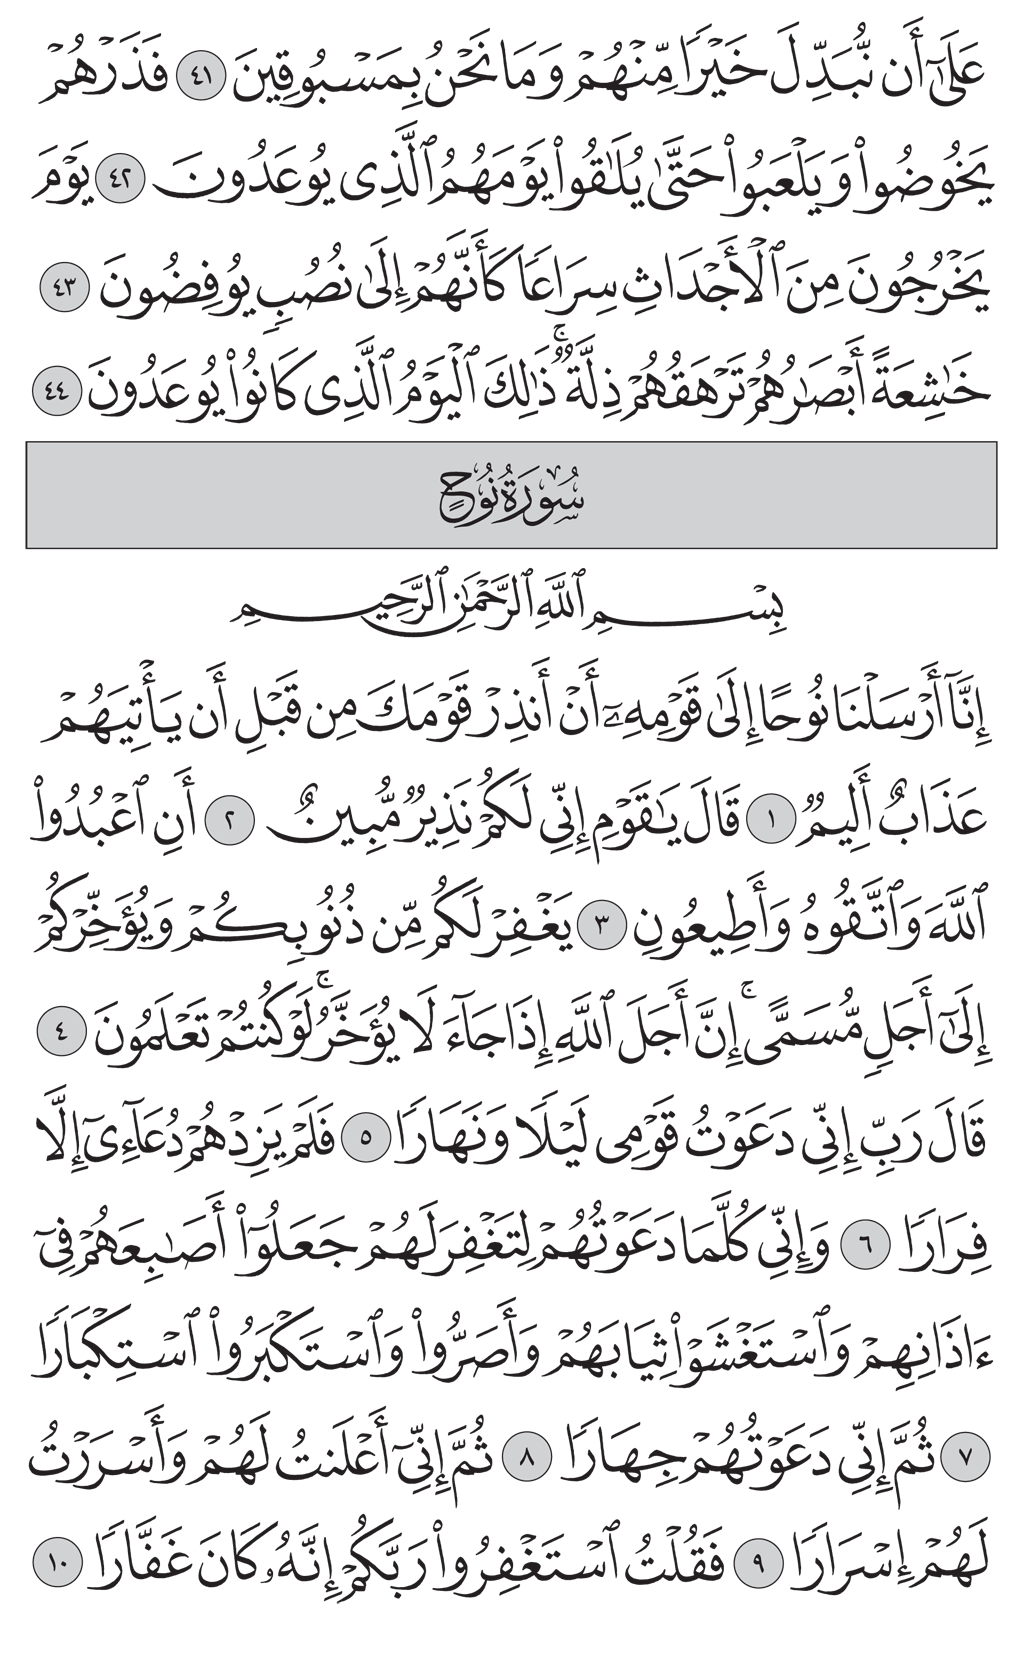 عَلَىٰٓ أَن نُّبَدِّلَ خَيْرًا مِّنْهُمْ وَمَا نَحْنُ بِمَسْبُوقِينَ ٤١ فَذَرْهُمْ
يَخُوضُوا۟ وَيَلْعَبُوا۟ حَتَّىٰ يُلَٰقُوا۟ يَوْمَهُمُ ٱلَّذِى يُوعَدُونَ ٤٢ يَوْمَ
يَخْرُجُونَ مِنَ ٱلْأَجْدَاثِ سِرَاعًا كَأَنَّهُمْ إِلَىٰ نُصُبٍ يُوفِضُونَ ٤٣
خَٰشِعَةً أَبْصَٰرُهُمْ تَرْهَقُهُمْ ذِلَّةٌ ۚ ذَٰلِكَ ٱلْيَوْمُ ٱلَّذِى كَانُوا۟ يُوعَدُونَ ٤٤
سُورَةُ نُوحٍ
بِسْمِ ٱللَّهِ ٱلرَّحْمَٰنِ ٱلرَّحِيمِ
إِنَّآ أَرْسَلْنَا نُوحًا إِلَىٰ قَوْمِهِۦٓ أَنْ أَنذِرْ قَوْمَكَ مِن قَبْلِ أَن يَأْتِيَهُمْ
عَذَابٌ أَلِيمٌ ١ قَالَ يَٰقَوْمِ إِنِّى لَكُمْ نَذِيرٌ مُّبِينٌ ٢ أَنِ ٱعْبُدُوا۟
ٱللَّهَ وَٱتَّقُوهُ وَأَطِيعُونِ ٣ يَغْفِرْ لَكُم مِّن ذُنُوبِكُمْ وَيُؤَخِّرْكُمْ
إِلَىٰٓ أَجَلٍ مُّسَمًّى ۚ إِنَّ أَجَلَ ٱللَّهِ إِذَا جَآءَ لَا يُؤَخَّرُ ۖ لَوْ كُنتُمْ تَعْلَمُونَ ٤
قَالَ رَبِّ إِنِّى دَعَوْتُ قَوْمِى لَيْلًا وَنَهَارًا ٥ فَلَمْ يَزِدْهُمْ دُعَآءِىٓ إِلَّا
فِرَارًا ٦ وَإِنِّى كُلَّمَا دَعَوْتُهُمْ لِتَغْفِرَ لَهُمْ جَعَلُوٓا۟ أَصَٰبِعَهُمْ فِىٓ
ءَاذَانِهِمْ وَٱسْتَغْشَوْا۟ ثِيَابَهُمْ وَأَصَرُّوا۟ وَٱسْتَكْبَرُوا۟ ٱسْتِكْبَارًا
٧ ثُمَّ إِنِّى دَعَوْتُهُمْ جِهَارًا ٨ ثُمَّ إِنِّىٓ أَعْلَنتُ لَهُمْ وَأَسْرَرْتُ
لَهُمْ إِسْرَارًا ٩ فَقُلْتُ ٱسْتَغْفِرُوا۟ رَبَّكُمْ إِنَّهُۥ كَانَ غَفَّارًا ١٠